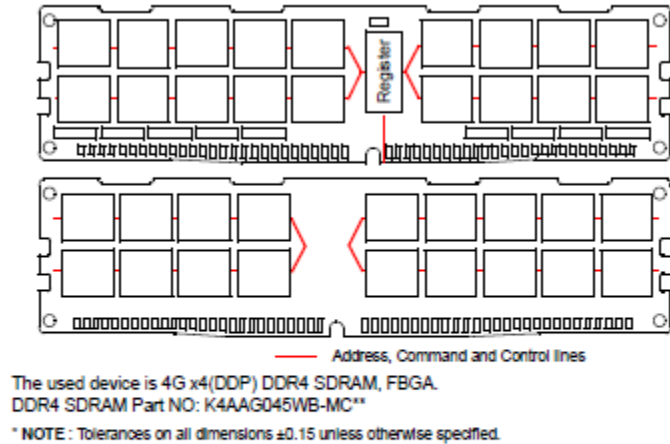 Register
Address, Command and Control lines
The used device is 4G x4(DDP) DDR4 SDRAM, FBGA.
DDR4 SDRAM Part NO: K4AAG045WB-MC**
* NOTE : Tolerances on all dimensions ±0.15 unless otherwise specified.